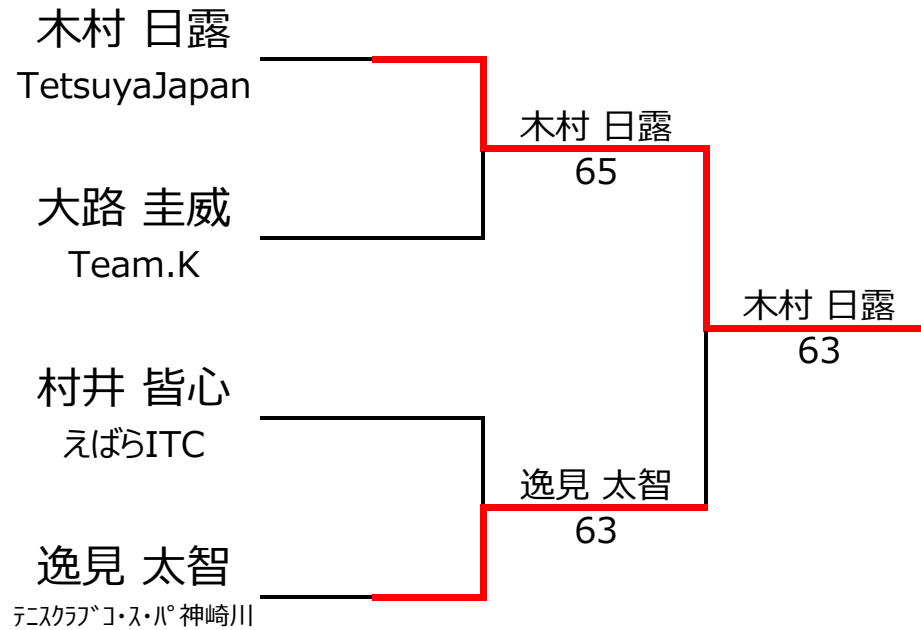 木村 日露
TetsuyaJapan
木村 日露
65
大路 圭威
Team.K
木村 日露
63
村井 皆心
えばらITC
逸見 太智
63
逸見 太智
ﾃﾆｽｸﾗﾌﾞｺ･ｽ･ﾊﾟ神崎川